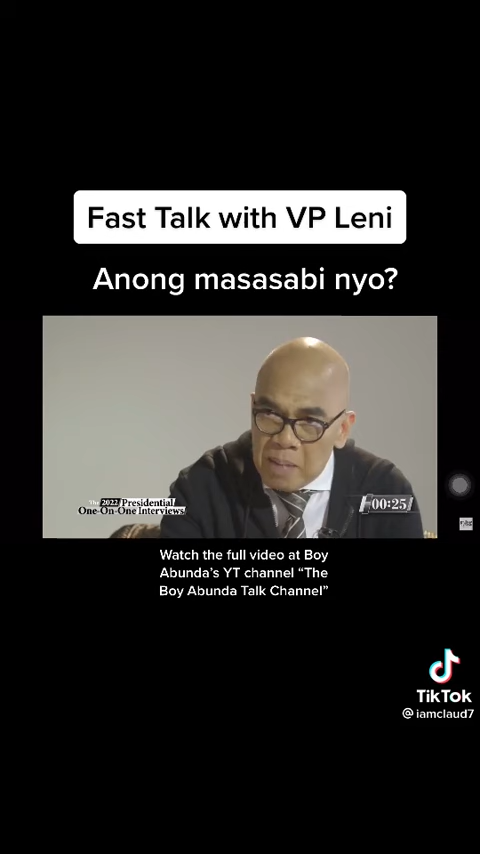 Fast Talk with VP Leni
Anong masasabi nyo?
The 2022 Presidential
One-On-One Interviews
00:25
Watch the full video at Boy
Abunda's YT channel “The
Boy Abunda Talk Channel”
TikTok
@iamclaud7